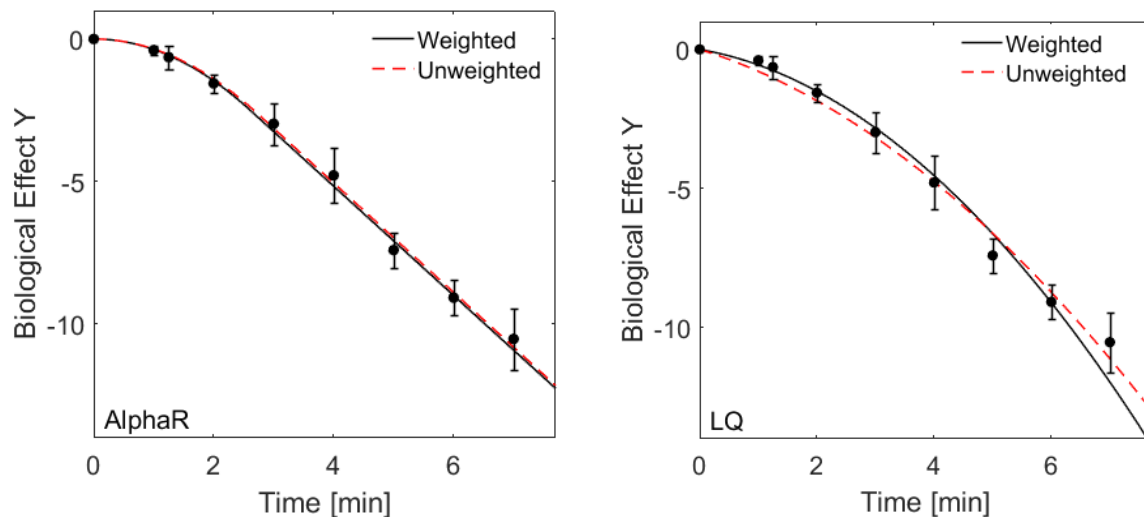 Biological Effect Y
0
-5
-10
Weighted
Unweighted
AlphaR
0
2
4
6
Time [min]
Biological Effect Y
0
-5
-10
Weighted
Unweighted
LQ
0
2
4
6
Time [min]